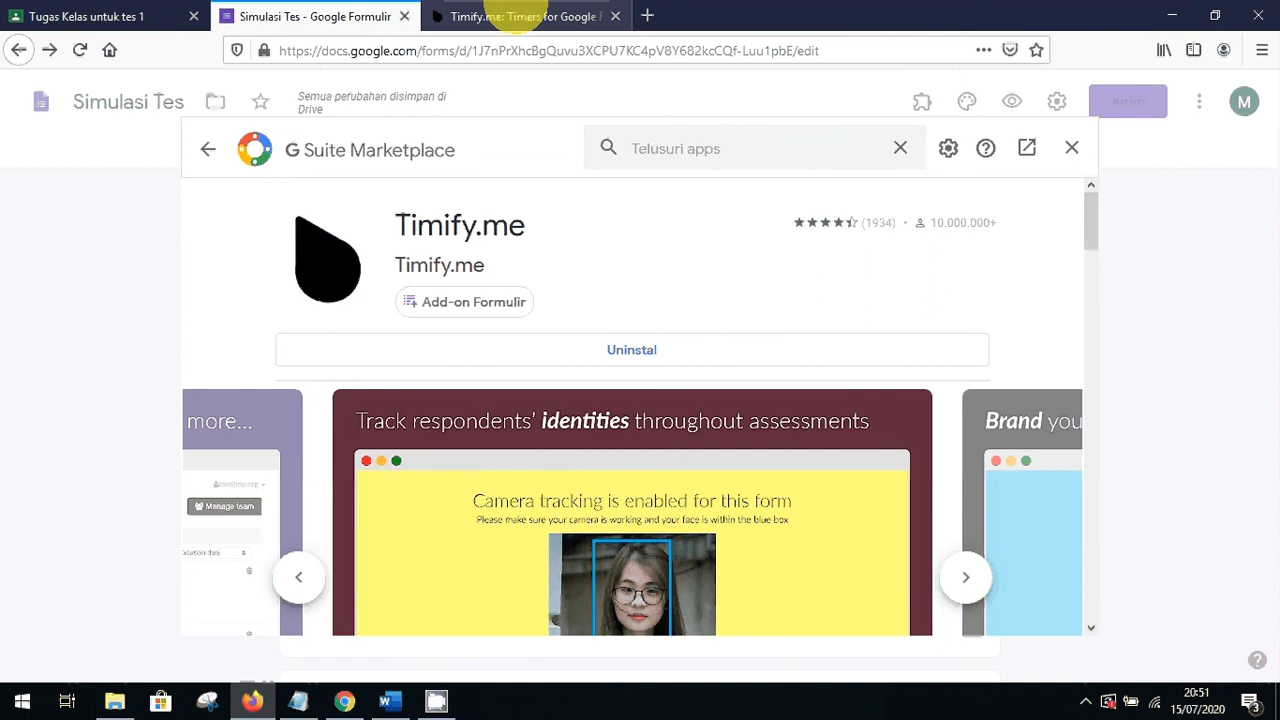 Tugas Kelas untuk tes 1
Simulasi Tes - Google Formulir
Timify.me: Timers for Google F
https://docs.google.com/forms/d/1J7nPrXhcBgQuvu3XCPU7KC4pV8Y682kcCQf-Luu1pbE/edit
Simulasi Tes
Semua perubahan disimpan di
Drive
Kirim
M
G Suite Marketplace
Telusuri apps
Timify.me
(1934)
10.000.000+
Timify.me
Add-on Formulir
Uninstal
more...
Track respondents' identities throughout assessments
Brand you
me@my.org
Manage team
Camera tracking is enabled for this form
Please make sure your camera is working and your face is within the blue box
20:51
15/07/2020
3